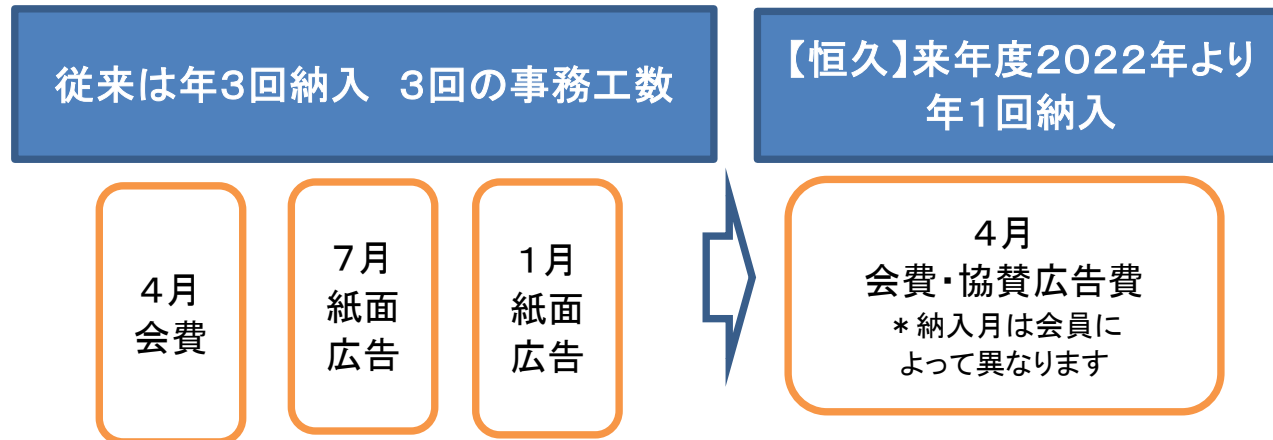 従来は年3回納入　3回の事務工数
【恒久】来年度2022年より
年1回納入
4月
会費
7月
紙面
広告
1月
紙面
広告
4月
会費・協賛広告費
＊納入月は会員に
よって異なります